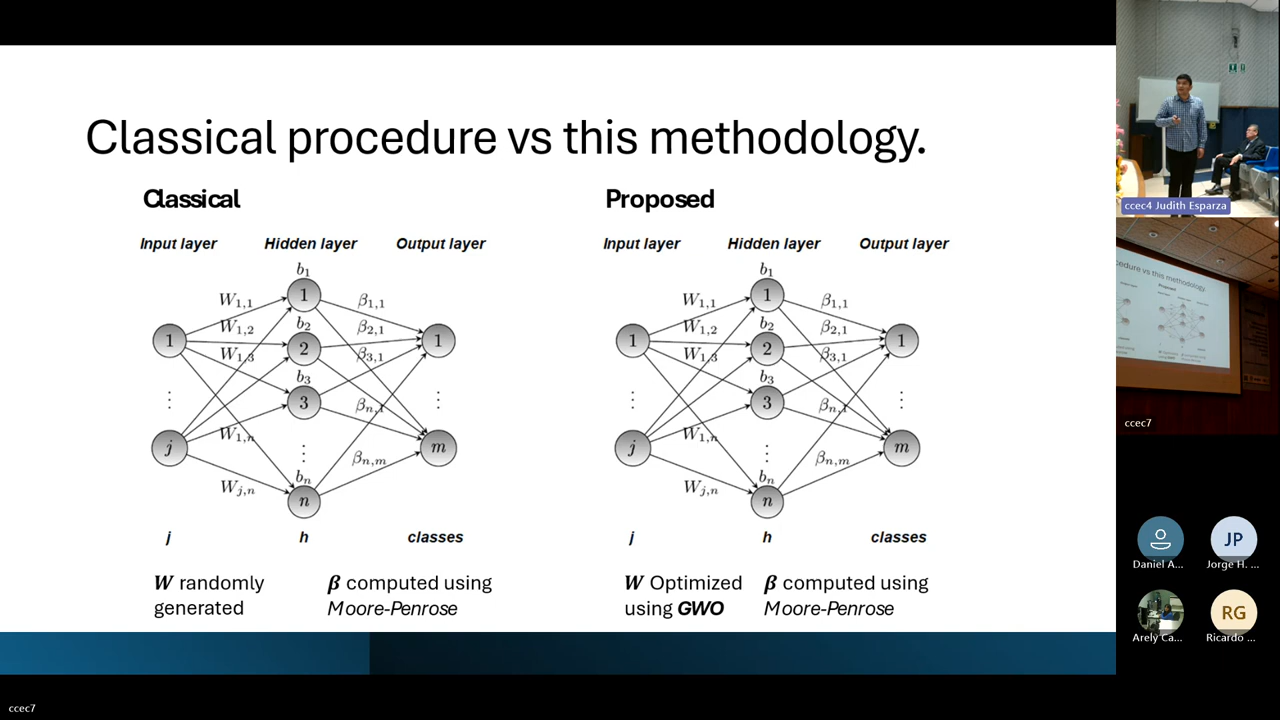 Classical procedure vs this methodology.
Classical
Input layer Hidden layer Output layer
b1
1
W1,1
β1,1
W1,2
b2
β2,1
1
2
1
W1,3
β3,1
b3
3
βn,1
j
W1,n
m
bn
βn,m
Wj,n
n
j h classes
W randomly
generated
β computed using
Moore-Penrose
Proposed
Input layer Hidden layer Output layer
b1
1
W1,1
β1,1
W1,2
b2
β2,1
1
2
1
W1,3
β3,1
b3
3
βn,1
j
W1,n
m
bn
βn,m
Wj,n
n
j h classes
W Optimized
using GWO
β computed using
Moore-Penrose
ccec4 Judith Esparza
cedure vs this methodology.
Proposed
ccec7
Daniel A...
JP
Jorge H. ...
Arely Ca...
RG
Ricardo ...
ccec7